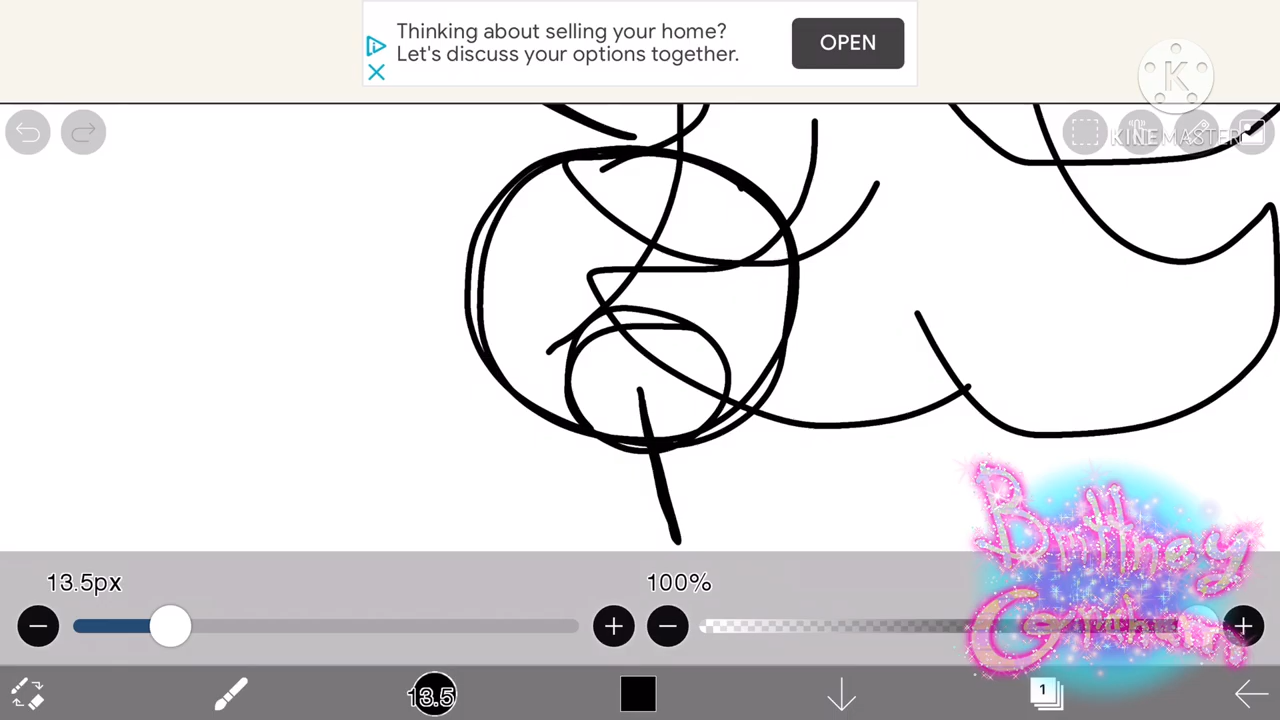 Thinking about selling your home?
Let's discuss your options together.
OPEN
K
KINEMASTER
13.5px
100%
Brittney
13.5
1